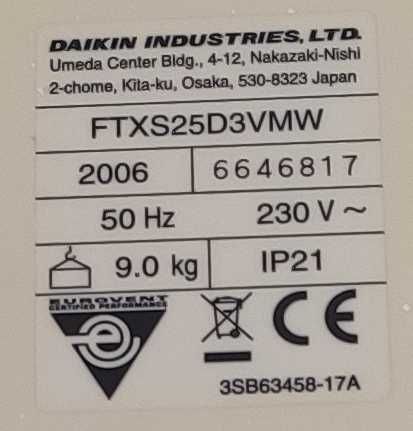 DAIKIN INDUSTRIES, LTD.
Umeda Center Bldg., 4-12, Nakazaki-Nishi
2-chome, Kita-ku, Osaka, 530-8323 Japan
FTXS25D3VMW
2006 6646817
50 Hz 230 V ~
9.0 kg IP21
EUROVENT
CERTIFIED PERFORMANCE
CE
3SB63458-17A